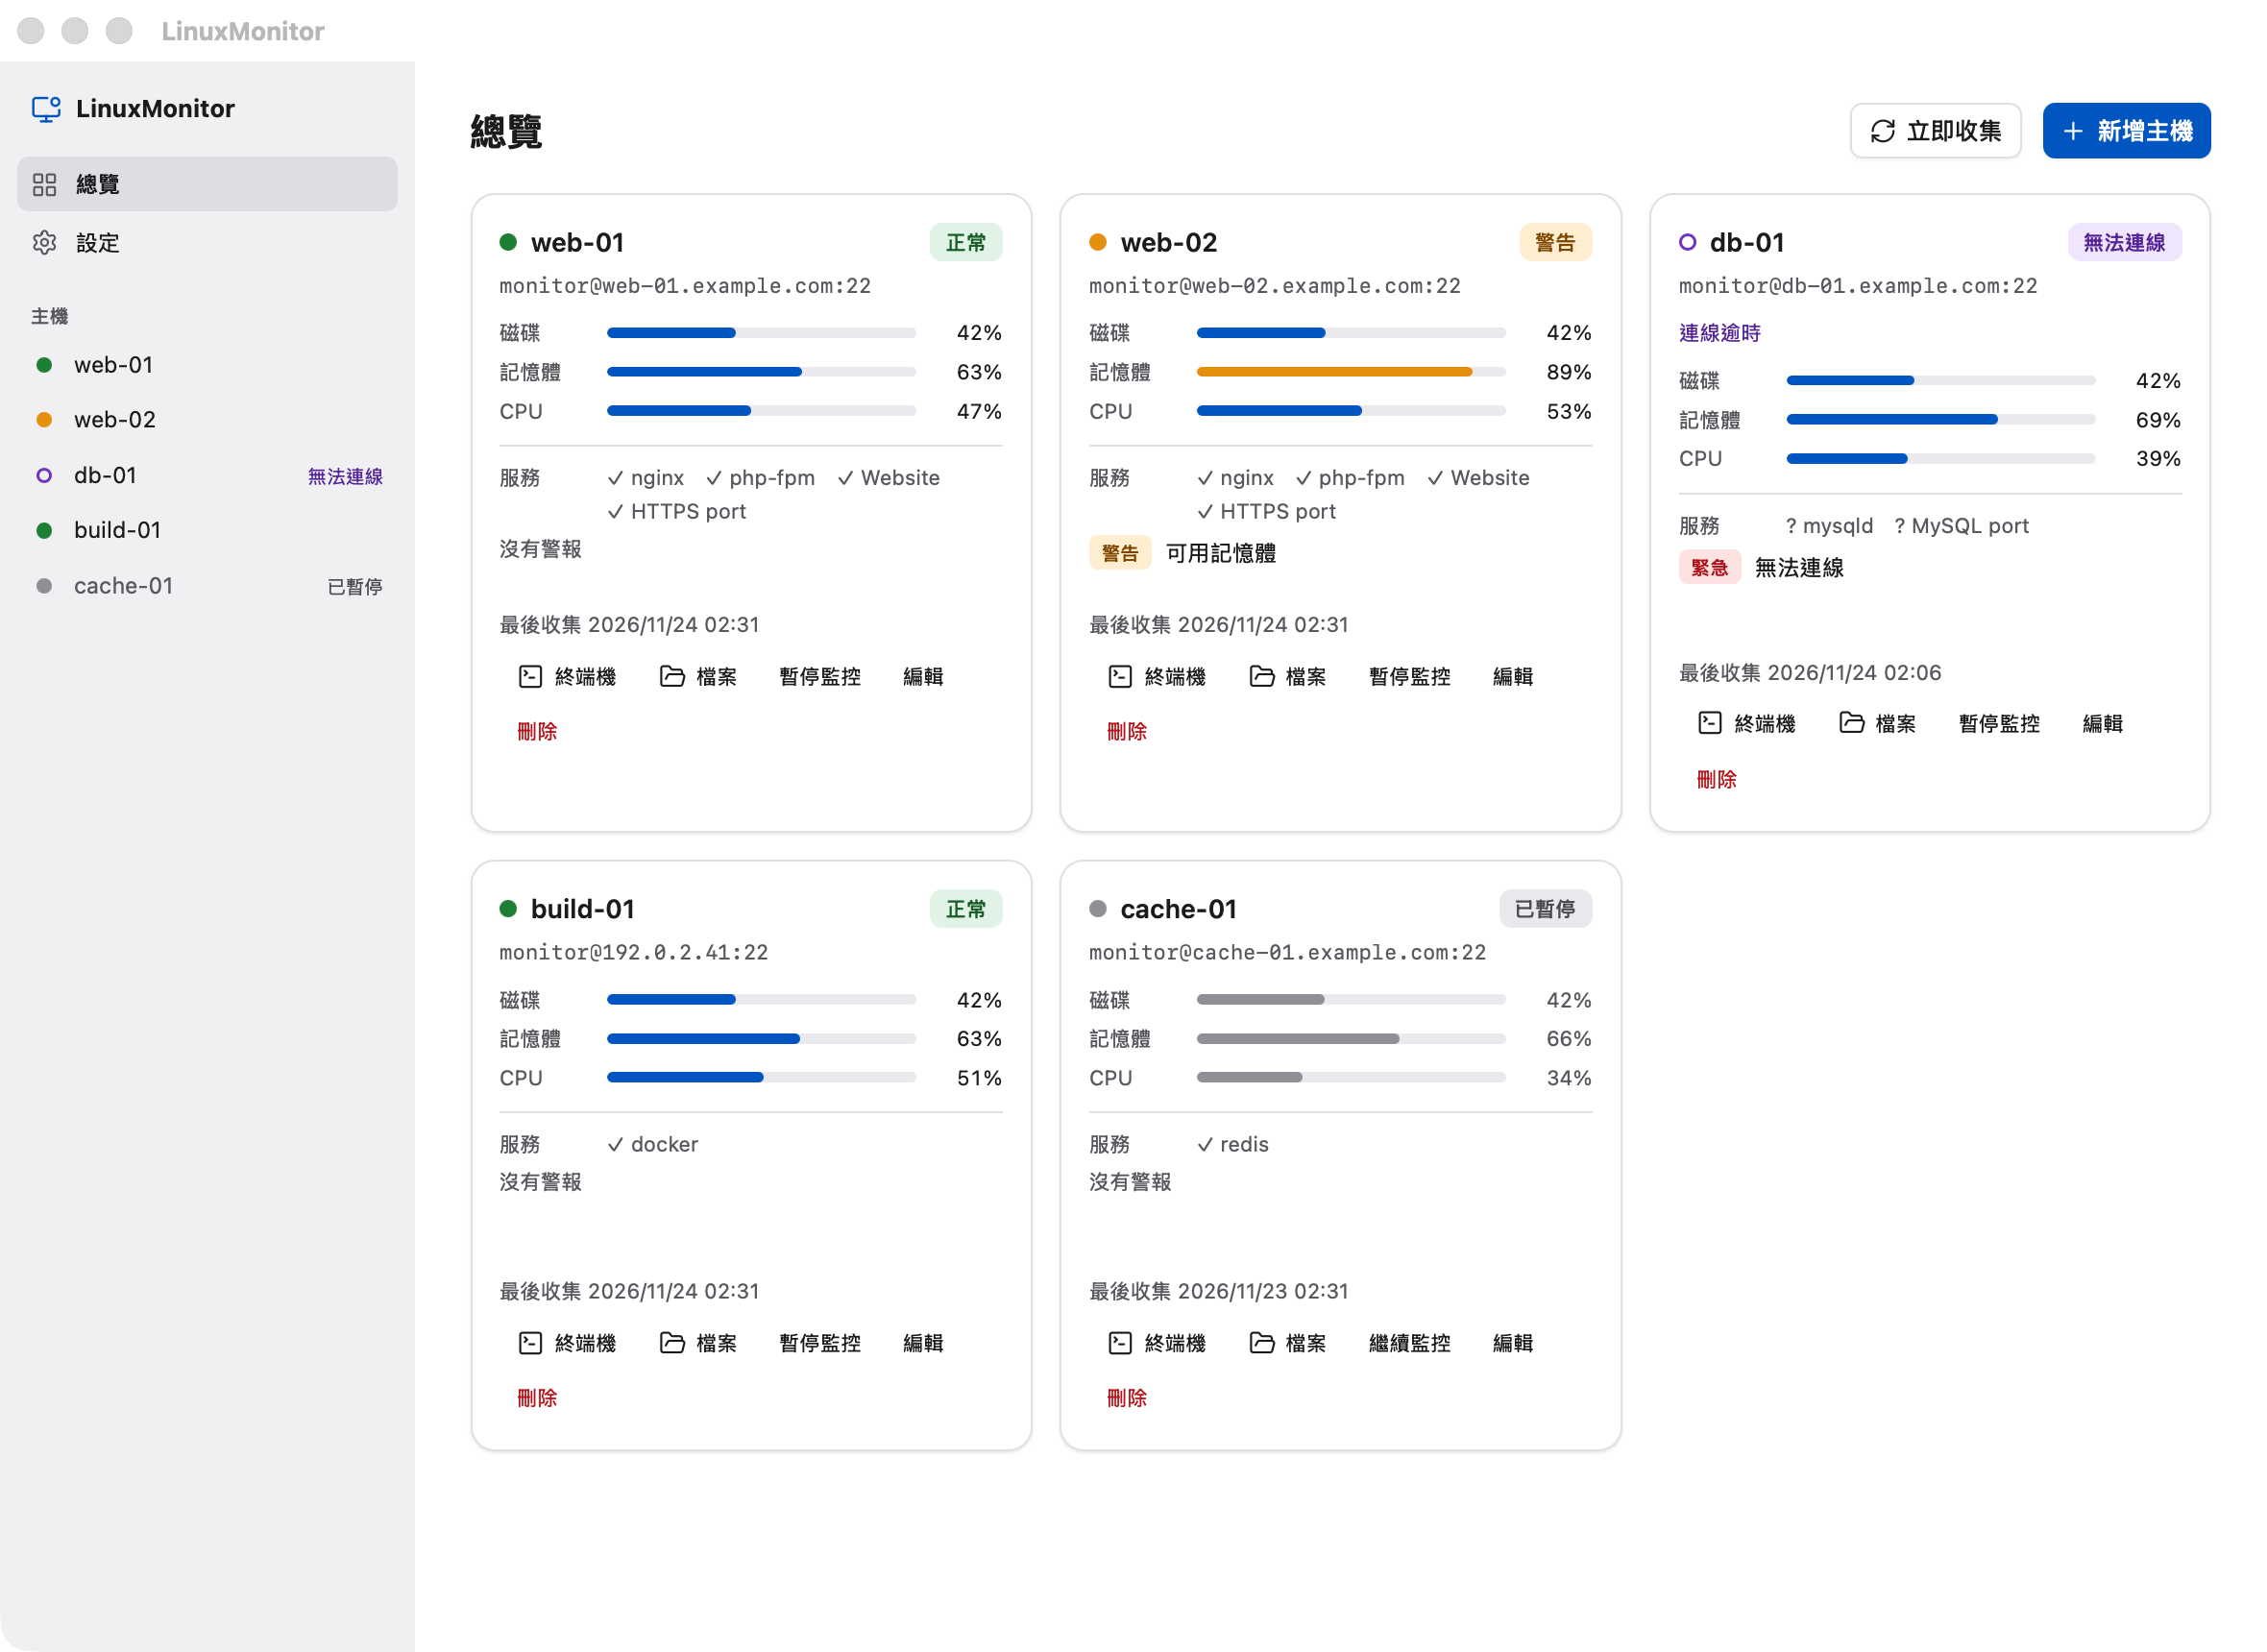 LinuxMonitor
LinuxMonitor
總覽
設定
主機
web-01
web-02
db-01 無法連線
build-01
cache-01 已暫停
總覽
立即收集
新增主機
web-01 正常
monitor@web-01.example.com:22
磁碟 42%
記憶體 63%
CPU 47%
服務 ✓ nginx ✓ php-fpm ✓ Website
✓ HTTPS port
沒有警報
最後收集 2026/11/24 02:31
終端機 檔案 暫停監控 編輯
刪除
web-02 警告
monitor@web-02.example.com:22
磁碟 42%
記憶體 89%
CPU 53%
服務 ✓ nginx ✓ php-fpm ✓ Website
✓ HTTPS port
警告 可用記憶體
最後收集 2026/11/24 02:31
終端機 檔案 暫停監控 編輯
刪除
db-01 無法連線
monitor@db-01.example.com:22
連線逾時
磁碟 42%
記憶體 69%
CPU 39%
服務 ? mysqld ? MySQL port
緊急 無法連線
最後收集 2026/11/24 02:06
終端機 檔案 暫停監控 編輯
刪除
build-01 正常
monitor@192.0.2.41:22
磁碟 42%
記憶體 63%
CPU 51%
服務 ✓ docker
沒有警報
最後收集 2026/11/24 02:31
終端機 檔案 暫停監控 編輯
刪除
cache-01 已暫停
monitor@cache-01.example.com:22
磁碟 42%
記憶體 66%
CPU 34%
服務 ✓ redis
沒有警報
最後收集 2026/11/23 02:31
終端機 檔案 繼續監控 編輯
刪除